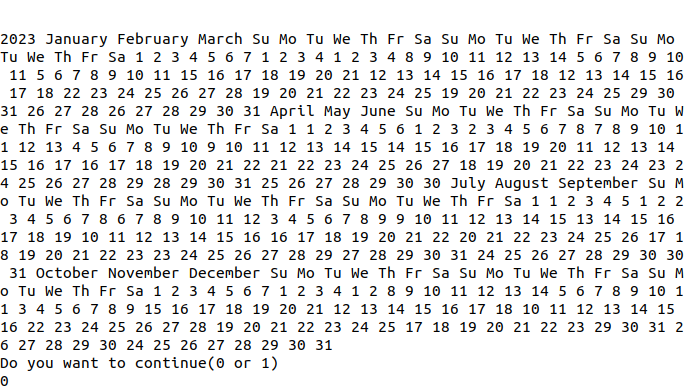 2023 January February March Su Mo Tu We Th Fr Sa Su Mo Tu We Th Fr Sa Su Mo
Tu We Th Fr Sa 1 2 3 4 5 6 7 1 2 3 4 1 2 3 4 8 9 10 11 12 13 14 5 6 7 8 9 10
11 5 6 7 8 9 10 11 15 16 17 18 19 20 21 12 13 14 15 16 17 18 12 13 14 15 16
17 18 22 23 24 25 26 27 28 19 20 21 22 23 24 25 19 20 21 22 23 24 25 29 30
31 26 27 28 26 27 28 29 30 31 April May June Su Mo Tu We Th Fr Sa Su Mo Tu W
e Th Fr Sa Su Mo Tu We Th Fr Sa 1 1 2 3 4 5 6 1 2 3 2 3 4 5 6 7 8 7 8 9 10 1
1 12 13 4 5 6 7 8 9 10 9 10 11 12 13 14 15 14 15 16 17 18 19 20 11 12 13 14
15 16 17 16 17 18 19 20 21 22 21 22 23 24 25 26 27 18 19 20 21 22 23 24 23 2
4 25 26 27 28 29 28 29 30 31 25 26 27 28 29 30 30 July August September Su M
o Tu We Th Fr Sa Su Mo Tu We Th Fr Sa Su Mo Tu We Th Fr Sa 1 1 2 3 4 5 1 2 2
3 4 5 6 7 8 6 7 8 9 10 11 12 3 4 5 6 7 8 9 9 10 11 12 13 14 15 13 14 15 16
17 18 19 10 11 12 13 14 15 16 16 17 18 19 20 21 22 20 21 22 23 24 25 26 17 1
8 19 20 21 22 23 23 24 25 26 27 28 29 27 28 29 30 31 24 25 26 27 28 29 30 30
31 October November December Su Mo Tu We Th Fr Sa Su Mo Tu We Th Fr Sa Su M
o Tu We Th Fr Sa 1 2 3 4 5 6 7 1 2 3 4 1 2 8 9 10 11 12 13 14 5 6 7 8 9 10 1
1 3 4 5 6 7 8 9 15 16 17 18 19 20 21 12 13 14 15 16 17 18 10 11 12 13 14 15
16 22 23 24 25 26 27 28 19 20 21 22 23 24 25 17 18 19 20 21 22 23 29 30 31 2
6 27 28 29 30 24 25 26 27 28 29 30 31
Do you want to continue(0 or 1)
0